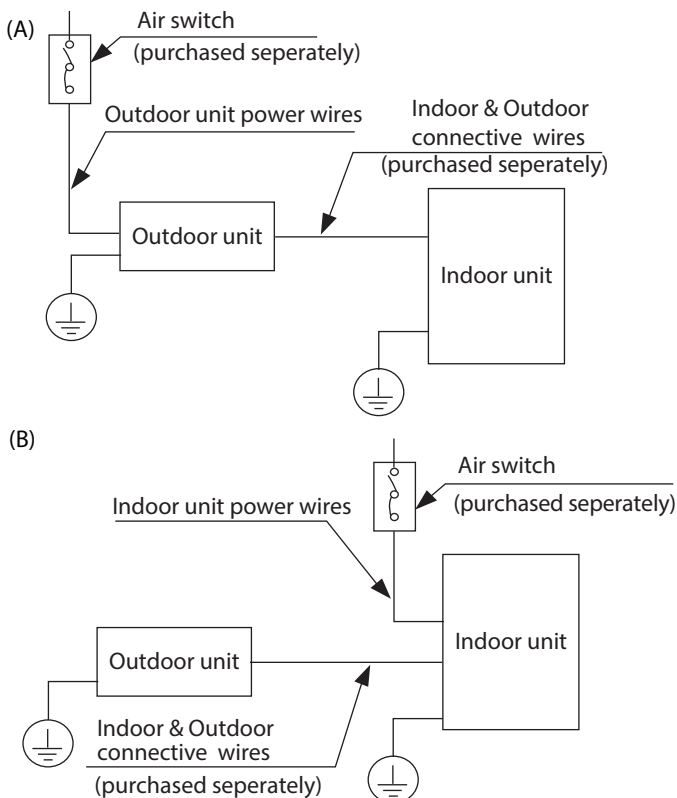 (A)
Air switch
(purchased seperately)
Outdoor unit power wires
Indoor & Outdoor
connective wires
(purchased seperately)
Outdoor unit
Indoor unit
(B)
Air switch
(purchased seperately)
Indoor unit power wires
Indoor unit
Outdoor unit
Indoor & Outdoor
connective wires
(purchased seperately)